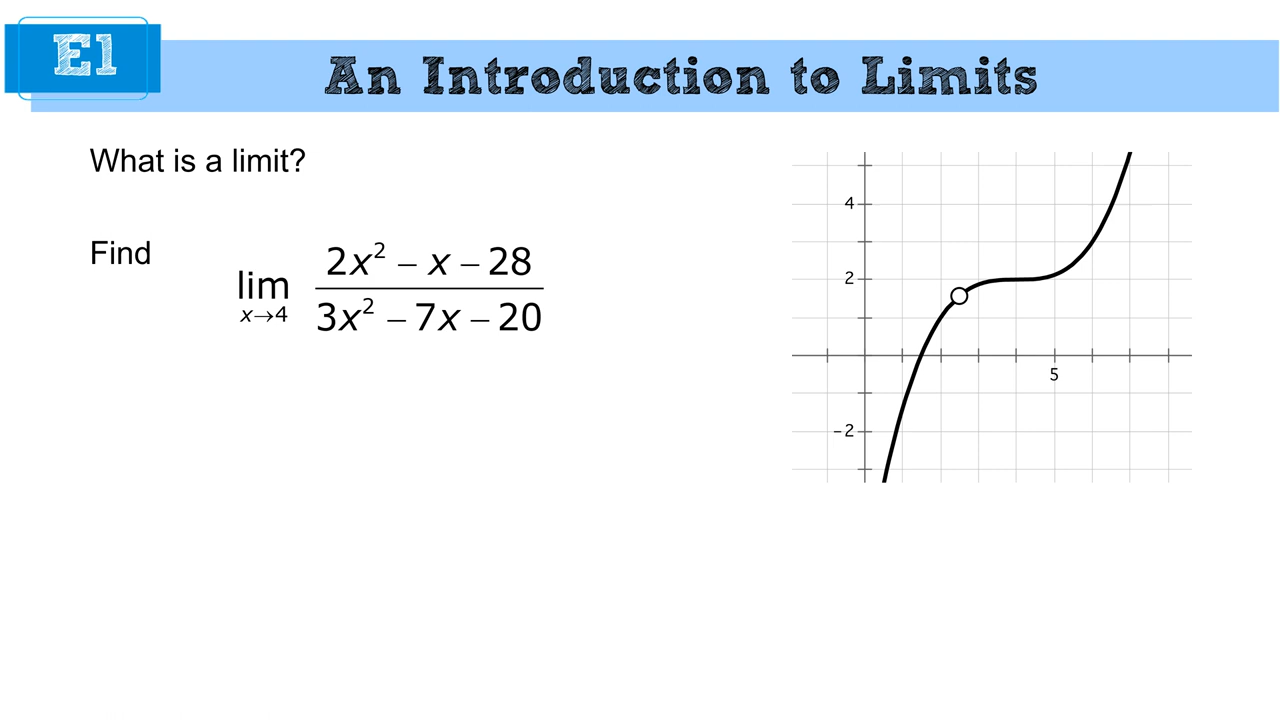 E1
An Introduction to Limits
What is a limit?
Find
lim x→4 (2x² – x – 28) / (3x² – 7x – 20)
4
2
5
–2